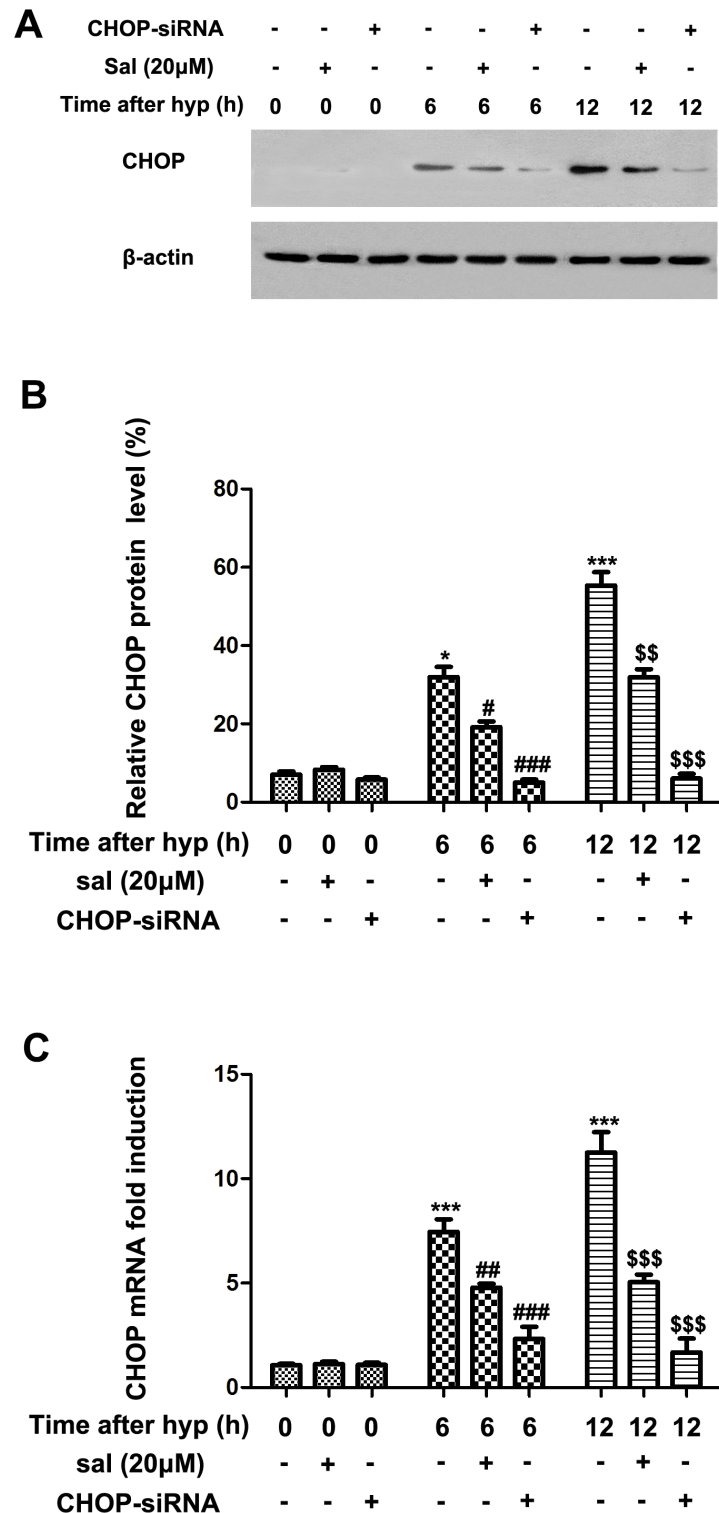 A
CHOP-siRNA - - + - - + - - +
Sal (20μM) - + - - + - - + -
Time after hyp (h) 0 0 0 6 6 6 12 12 12
CHOP
β-actin
B
Relative CHOP protein level (%)
80
60
40
20
0
*
#
###
***
$$
$$$
Time after hyp (h) 0 0 0 6 6 6 12 12 12
sal (20μM) - + - - + - - + -
CHOP-siRNA - - + - - + - - +
C
CHOP mRNA fold induction
15
10
5
0
***
##
###
***
$$$
$$$
Time after hyp (h) 0 0 0 6 6 6 12 12 12
sal (20μM) - + - - + - - + -
CHOP-siRNA - - + - - + - - +